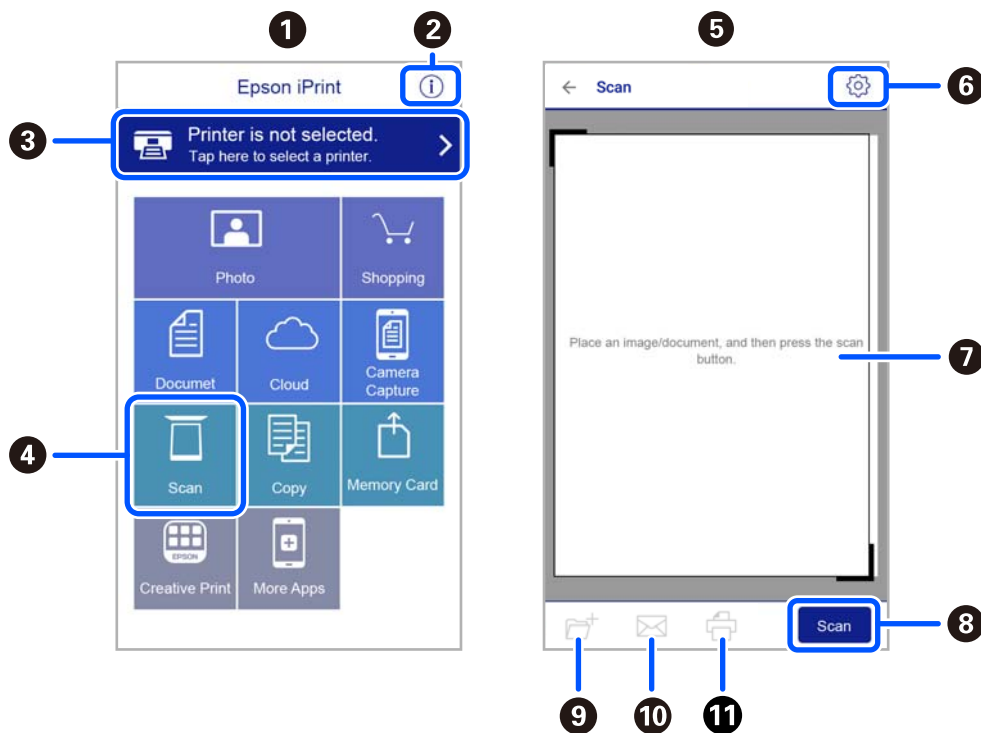 1
2
5
Epson iPrint
← Scan
6
3
Printer is not selected.
Tap here to select a printer.
Photo
Shopping
Place an image/document, and then press the scan
button.
7
Documet
Cloud
Camera
Capture
4
Scan
Copy
Memory Card
EPSON
Creative Print
More Apps
Scan
8
9
10
11